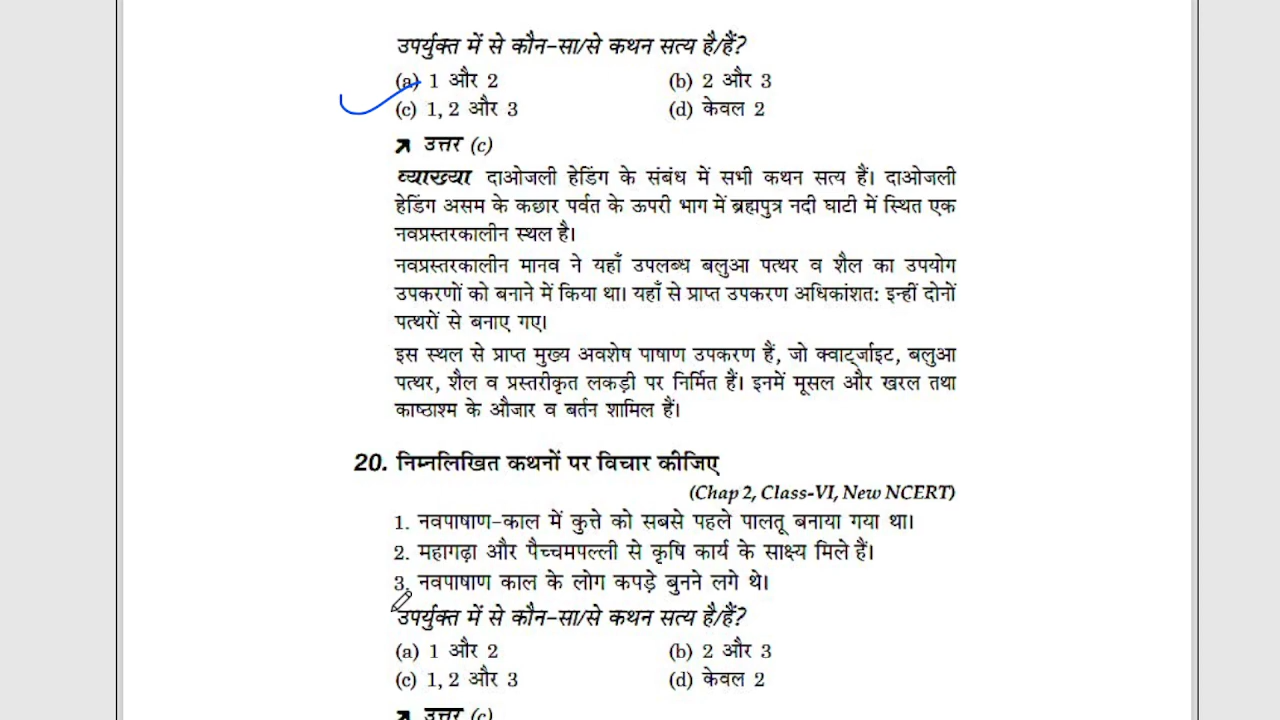 उपर्युक्त में से कौन-सा/से कथन सत्य है/हैं?
(a) 1 और 2 (b) 2 और 3
(c) 1, 2 और 3 (d) केवल 2
उत्तर (c)
व्याख्या दाओजली हेडिंग के संबंध में सभी कथन सत्य हैं। दाओजली
हेडिंग असम के कछार पर्वत के ऊपरी भाग में ब्रह्मपुत्र नदी घाटी में स्थित एक
नवप्रस्तरकालीन स्थल है।
नवप्रस्तरकालीन मानव ने यहाँ उपलब्ध बलुआ पत्थर व शैल का उपयोग
उपकरणों को बनाने में किया था। यहाँ से प्राप्त उपकरण अधिकांशत: इन्हीं दोनों
पत्थरों से बनाए गए।
इस स्थल से प्राप्त मुख्य अवशेष पाषाण उपकरण हैं, जो क्वार्ट्जाइट, बलुआ
पत्थर, शैल व प्रस्तरीकृत लकड़ी पर निर्मित हैं। इनमें मूसल और खरल तथा
काष्ठाश्म के औजार व बर्तन शामिल हैं।
20. निम्नलिखित कथनों पर विचार कीजिए
(Chap 2, Class-VI, New NCERT)
1. नवपाषाण-काल में कुत्ते को सबसे पहले पालतू बनाया गया था।
2. महागढ़ा और पैच्चमपल्ली से कृषि कार्य के साक्ष्य मिले हैं।
3. नवपाषाण काल के लोग कपड़े बुनने लगे थे।
उपर्युक्त में से कौन-सा/से कथन सत्य है/हैं?
(a) 1 और 2 (b) 2 और 3
(c) 1, 2 और 3 (d) केवल 2
उत्तर (c)